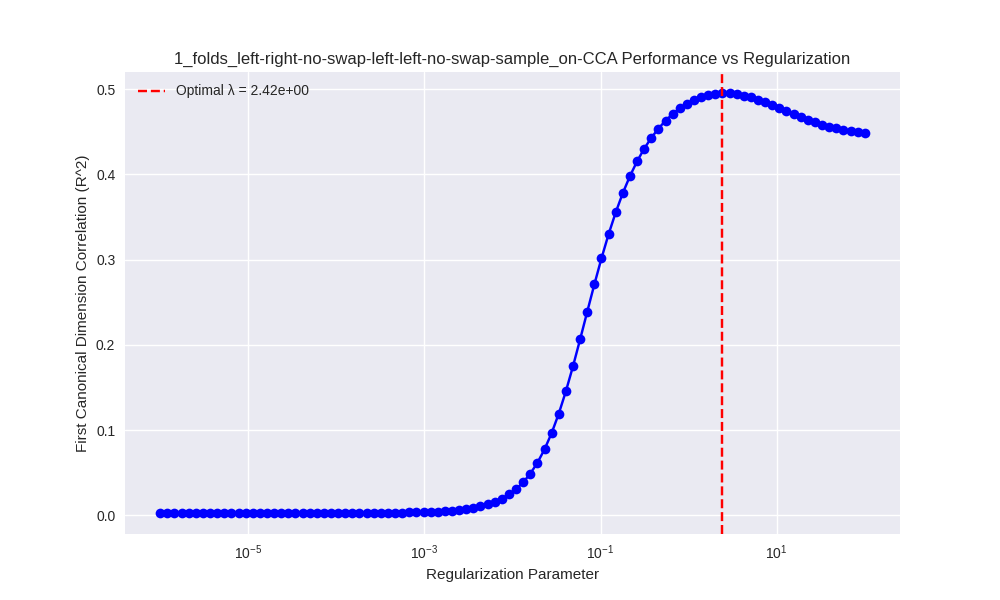 1_folds_left-right-no-swap-left-left-no-swap-sample_on-CCA Performance vs Regularization
Optimal λ = 2.42e+00
First Canonical Dimension Correlation (R^2)
0.5
0.4
0.3
0.2
0.1
0.0
10⁻⁵
10⁻³
10⁻¹
10¹
Regularization Parameter